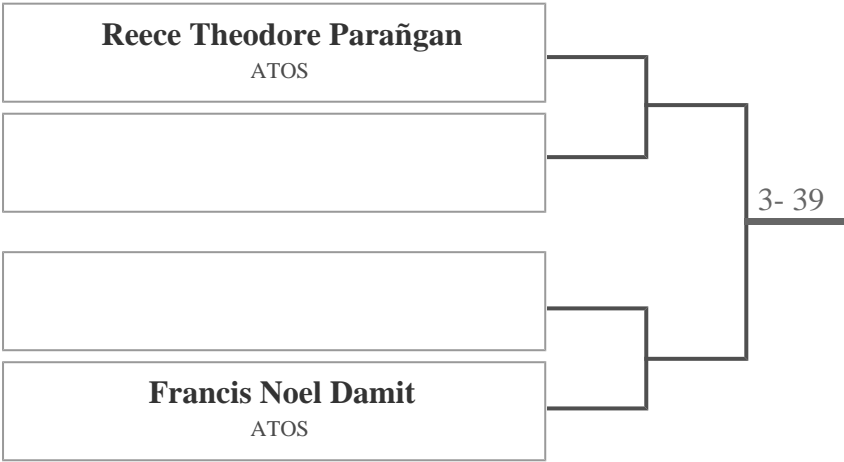 Reece Theodore Parañgan
ATOS
3- 39
Francis Noel Damit
ATOS